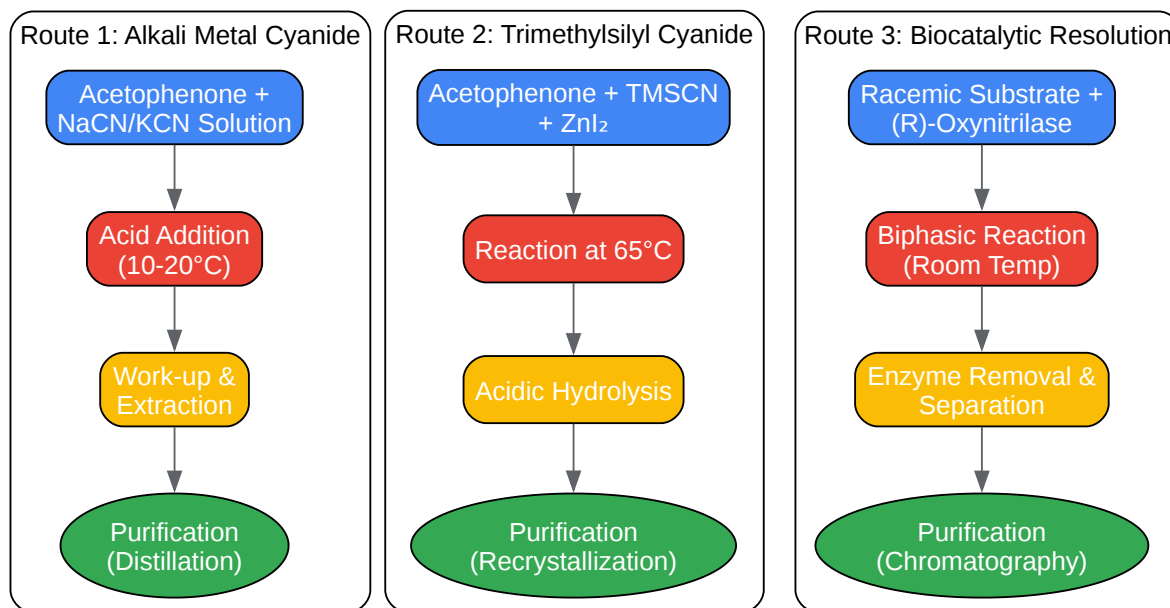 Route 1: Alkali Metal Cyanide
Acetophenone +
NaCN/KCN Solution
Acid Addition
(10-20°C)
Work-up &
Extraction
Purification
(Distillation)
Route 2: Trimethylsilyl Cyanide
Acetophenone + TMSCN
+ ZnI₂
Reaction at 65°C
Acidic Hydrolysis
Purification
(Recrystallization)
Route 3: Biocatalytic Resolution
Racemic Substrate +
(R)-Oxynitrilase
Biphasic Reaction
(Room Temp)
Enzyme Removal &
Separation
Purification
(Chromatography)